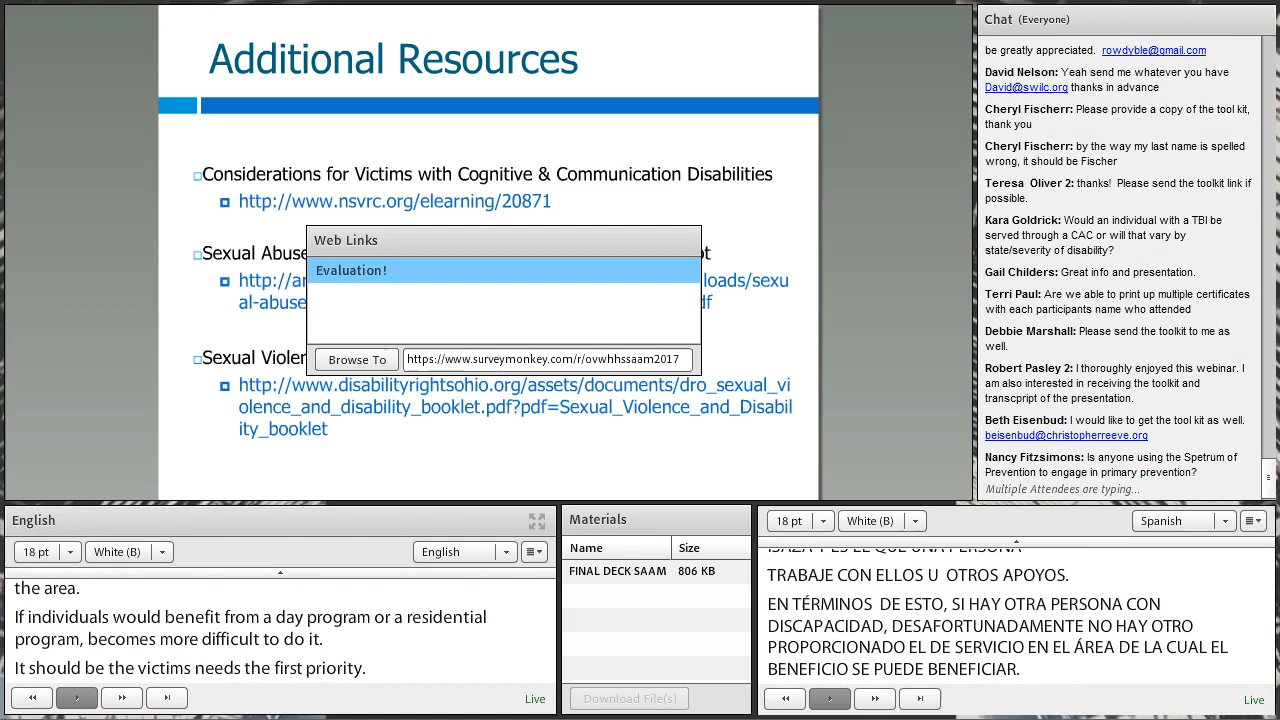 Additional Resources
Considerations for Victims with Cognitive & Communication Disabilities
http://www.nsvrc.org/elearning/20871
Sexual Abuse
http://ar
loads/sexu
al-abuse
df
Sexual Violen
http://www.disabilityrightsohio.org/assets/documents/dro_sexual_vi
olence_and_disability_booklet.pdf?pdf=Sexual_Violence_and_Disabil
ity_booklet
Web Links
Evaluation!
Browse To
https://www.surveymonkey.com/r/ovwhhssaam2017
Chat (Everyone)
be greatly appreciated. rowdyble@gmail.com
David Nelson: Yeah send me whatever you have
David@swilc.org thanks in advance
Cheryl Fischerr: Please provide a copy of the tool kit,
thank you
Cheryl Fischerr: by the way my last name is spelled
wrong, it should be Fischer
Teresa Oliver 2: thanks! Please send the toolkit link if
possible.
Kara Goldrick: Would an individual with a TBI be
served through a CAC or will that vary by
state/severity of disability?
Gail Childers: Great info and presentation.
Terri Paul: Are we able to print up multiple certificates
with each participants name who attended
Debbie Marshall: Please send the toolkit to me as
well.
Robert Pasley 2: I thoroughly enjoyed this webinar. I
am also interested in receiving the toolkit and
transcript of the presentation.
Beth Eisenbud: I would like to get the tool kit as well.
beisenbud@christopherreeve.org
Nancy Fitzsimons: Is anyone using the Spetrum of
Prevention to engage in primary prevention?
Multiple Attendees are typing...
English
18 pt
White (B)
English
the area.
If individuals would benefit from a day program or a residential
program, becomes more difficult to do it.
It should be the victims needs the first priority.
Live
Materials
Name Size
FINAL DECK SAAM 806 KB
Download File(s)
18 pt
White (B)
Spanish
TRABAJE CON ELLOS U OTROS APOYOS.
EN TÉRMINOS DE ESTO, SI HAY OTRA PERSONA CON
DISCAPACIDAD, DESAFORTUNADAMENTE NO HAY OTRO
PROPORCIONADO EL DE SERVICIO EN EL ÁREA DE LA CUAL EL
BENEFICIO SE PUEDE BENEFICIAR.
Live